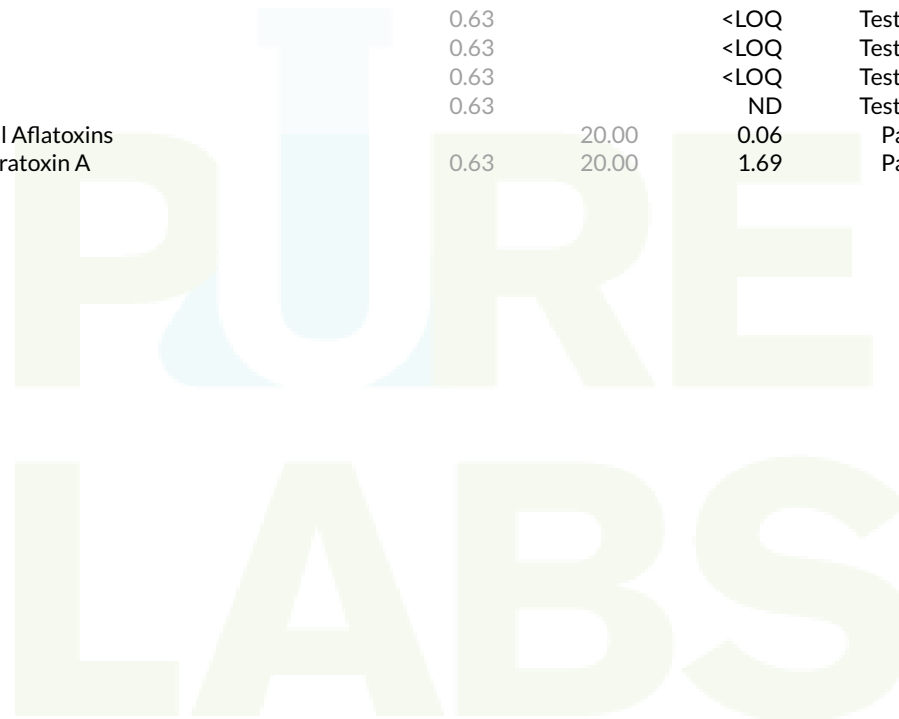 0.63 <LOQ Test
0.63 <LOQ Test
0.63 <LOQ Test
0.63 ND Test
l Aflatoxins 20.00 0.06 Pa
ratoxin A 0.63 20.00 1.69 Pa
PURE
LABS